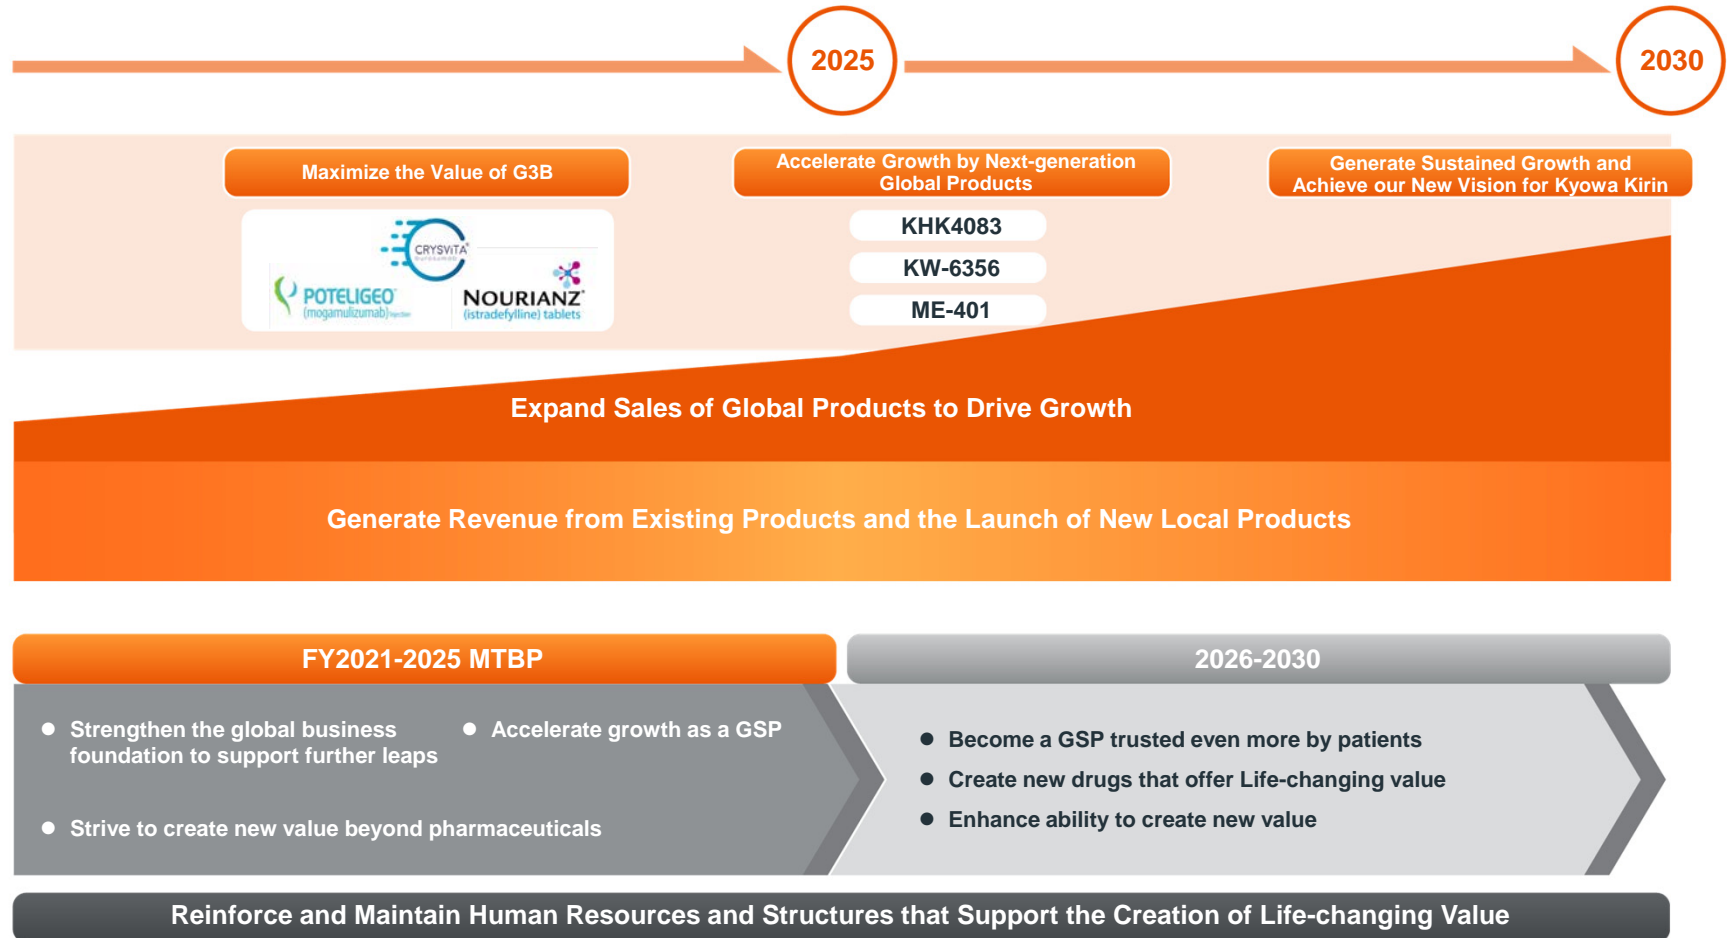 2025
2030
Maximize the Value of G3B
Accelerate Growth by Next-generation
Global Products
Generate Sustained Growth and
Achieve our New Vision for Kyowa Kirin
CRYSVITA®
POTELIGEO®
(mogamulizumab)
NOURIANZ®
(istradefylline) tablets
KHK4083
KW-6356
ME-401
Expand Sales of Global Products to Drive Growth
Generate Revenue from Existing Products and the Launch of New Local Products
FY2021-2025 MTBP
● Strengthen the global business
foundation to support further leaps
● Accelerate growth as a GSP
● Strive to create new value beyond pharmaceuticals
2026-2030
● Become a GSP trusted even more by patients
● Create new drugs that offer Life-changing value
● Enhance ability to create new value
Reinforce and Maintain Human Resources and Structures that Support the Creation of Life-changing Value